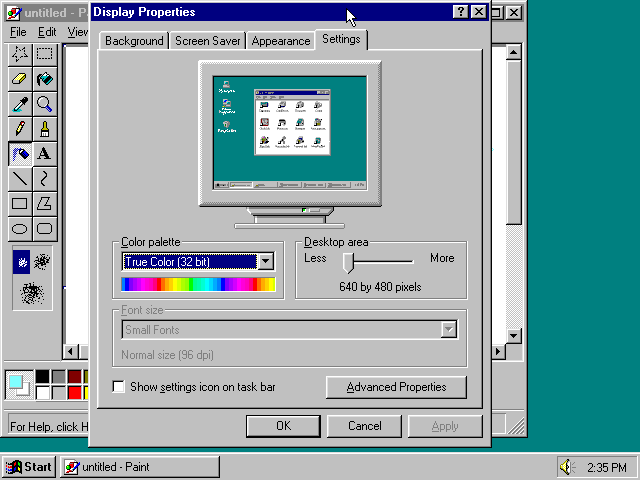 untitled - Paint
Display Properties
File Edit View
Background Screen Saver Appearance Settings
Color palette
True Color (32 bit)
Desktop area
Less More
640 by 480 pixels
Font size
Small Fonts
Normal size (96 dpi)
Show settings icon on task bar
Advanced Properties
For Help, click H
OK Cancel Apply
Start untitled - Paint 2:35 PM